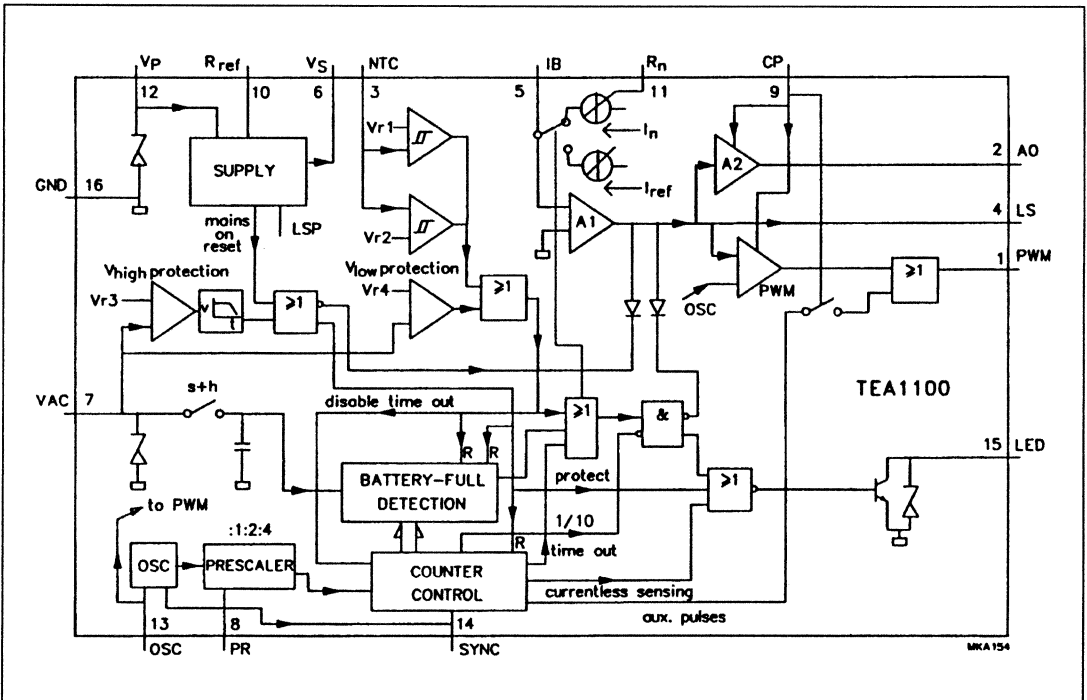 VP Rref VS NTC IB Rn CP
12 10 6 3 5 11 9
Vr1
In
SUPPLY
A2
2 AO
GND 16
Iref
mains
on
reset
LSP
Vr2
A1
4 LS
Vhigh protection
Vlow protection
1 PWM
Vr3
Vr4
≥1
≥1
PWM
OSC
V
t
≥1
TEA1100
s+h
VAC 7
disable time out
≥1
&
15 LED
R R
BATTERY-FULL
DETECTION
protect
≥1
to PWM
1/10
:1:2:4
R
time out
OSC
PRESCALER
COUNTER
CONTROL
currentless sensing
aux. pulses
13 8 14
OSC PR SYNC
MKA154